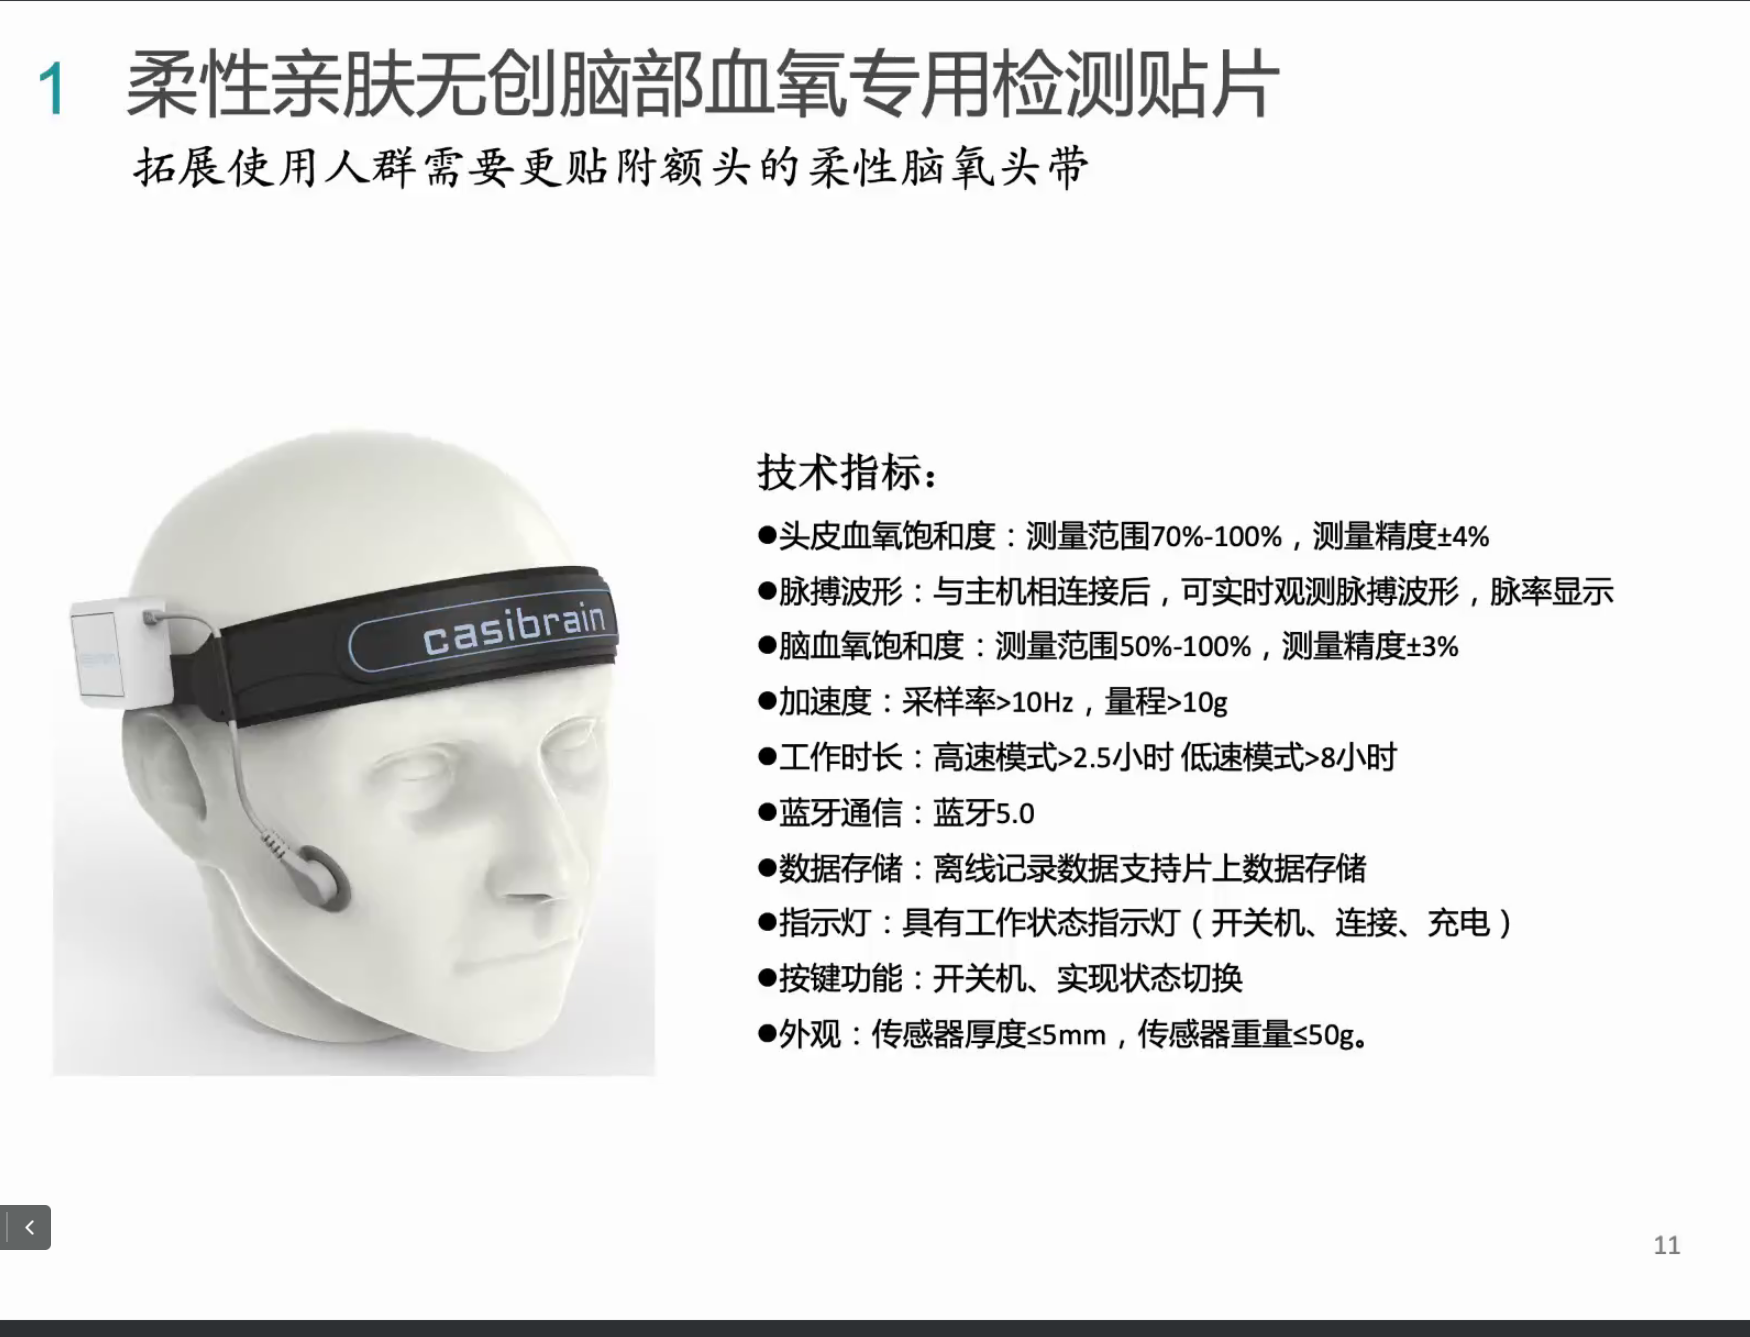 1 柔性亲肤无创脑部血氧专用检测贴片
拓展使用人群需要更贴附额头的柔性脑氧头带
casibrain
技术指标：
●头皮血氧饱和度：测量范围70%-100%，测量精度±4%
●脉搏波形：与主机相连接后，可实时观测脉搏波形，脉率显示
●脑血氧饱和度：测量范围50%-100%，测量精度±3%
●加速度：采样率>10Hz，量程>10g
●工作时长：高速模式>2.5小时 低速模式>8小时
●蓝牙通信：蓝牙5.0
●数据存储：离线记录数据支持片上数据存储
●指示灯：具有工作状态指示灯（开关机、连接、充电）
●按键功能：开关机、实现状态切换
●外观：传感器厚度≤5mm，传感器重量≤50g。
11